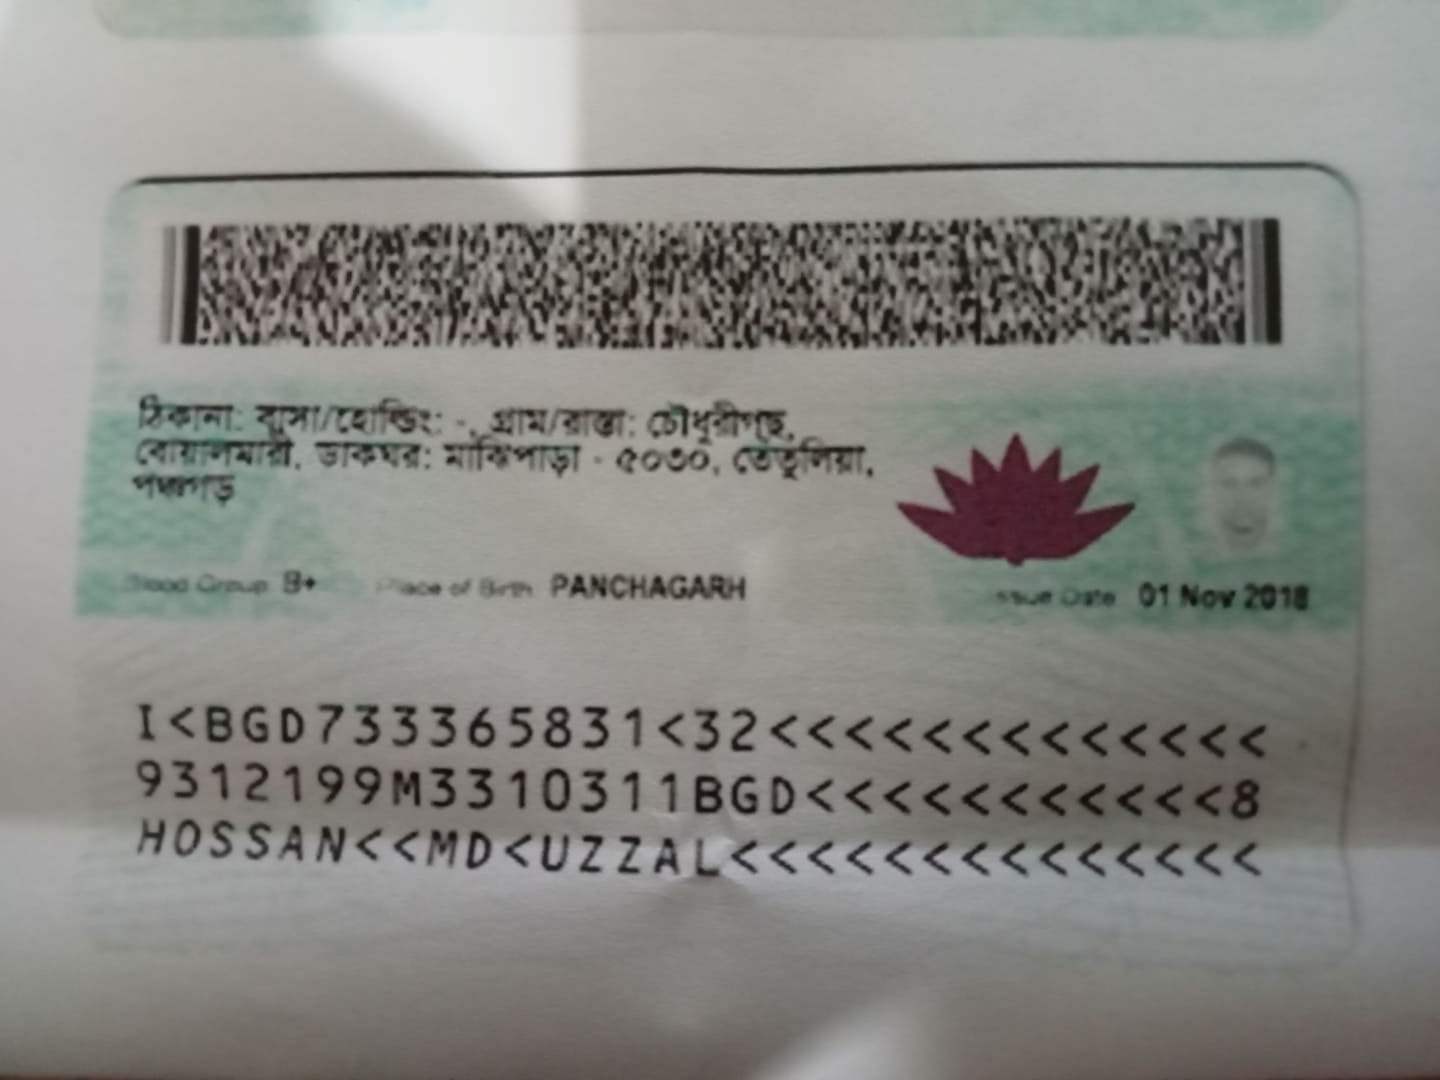 ঠিকানা: বাসা/হোল্ডিং: -, গ্রাম/রাস্তা: চৌধুরীগছ,
বোয়ালমারী, ডাকঘর: মাঝিপাড়া - ৫০৩০, তেঁতুলিয়া,
পঞ্চগড়
Blood Group B+ Place of Birth PANCHAGARH Issue Date 01 Nov 2018
I<BGD733365831<32<<<<<<<<<<<<<<
9312199M3310311BGD<<<<<<<<<<<8
HOSSAN<<MD<UZZAL<<<<<<<<<<<<<<